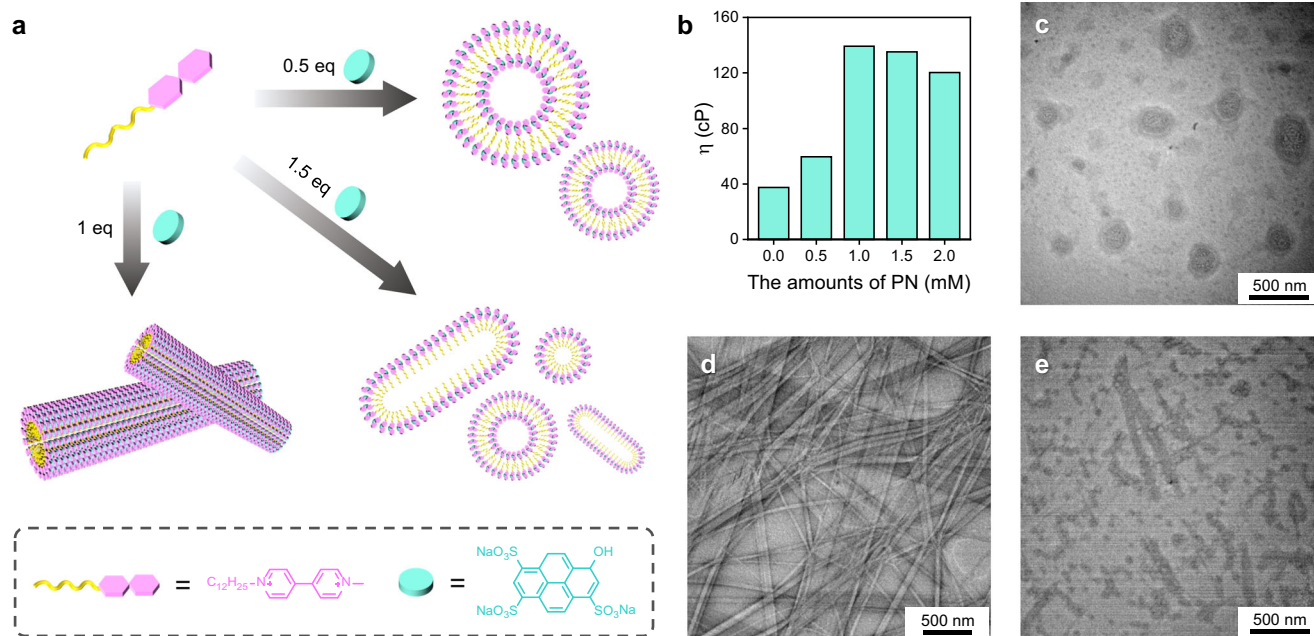 a
0.5 eq
1.5 eq
1 eq
=
C12H25-N+
N+
=
NaO3S
OH
NaO3S
SO3Na
b
η (cP)
160
120
80
40
0
0.0 0.5 1.0 1.5 2.0
The amounts of PN (mM)
c
500 nm
d
500 nm
e
500 nm